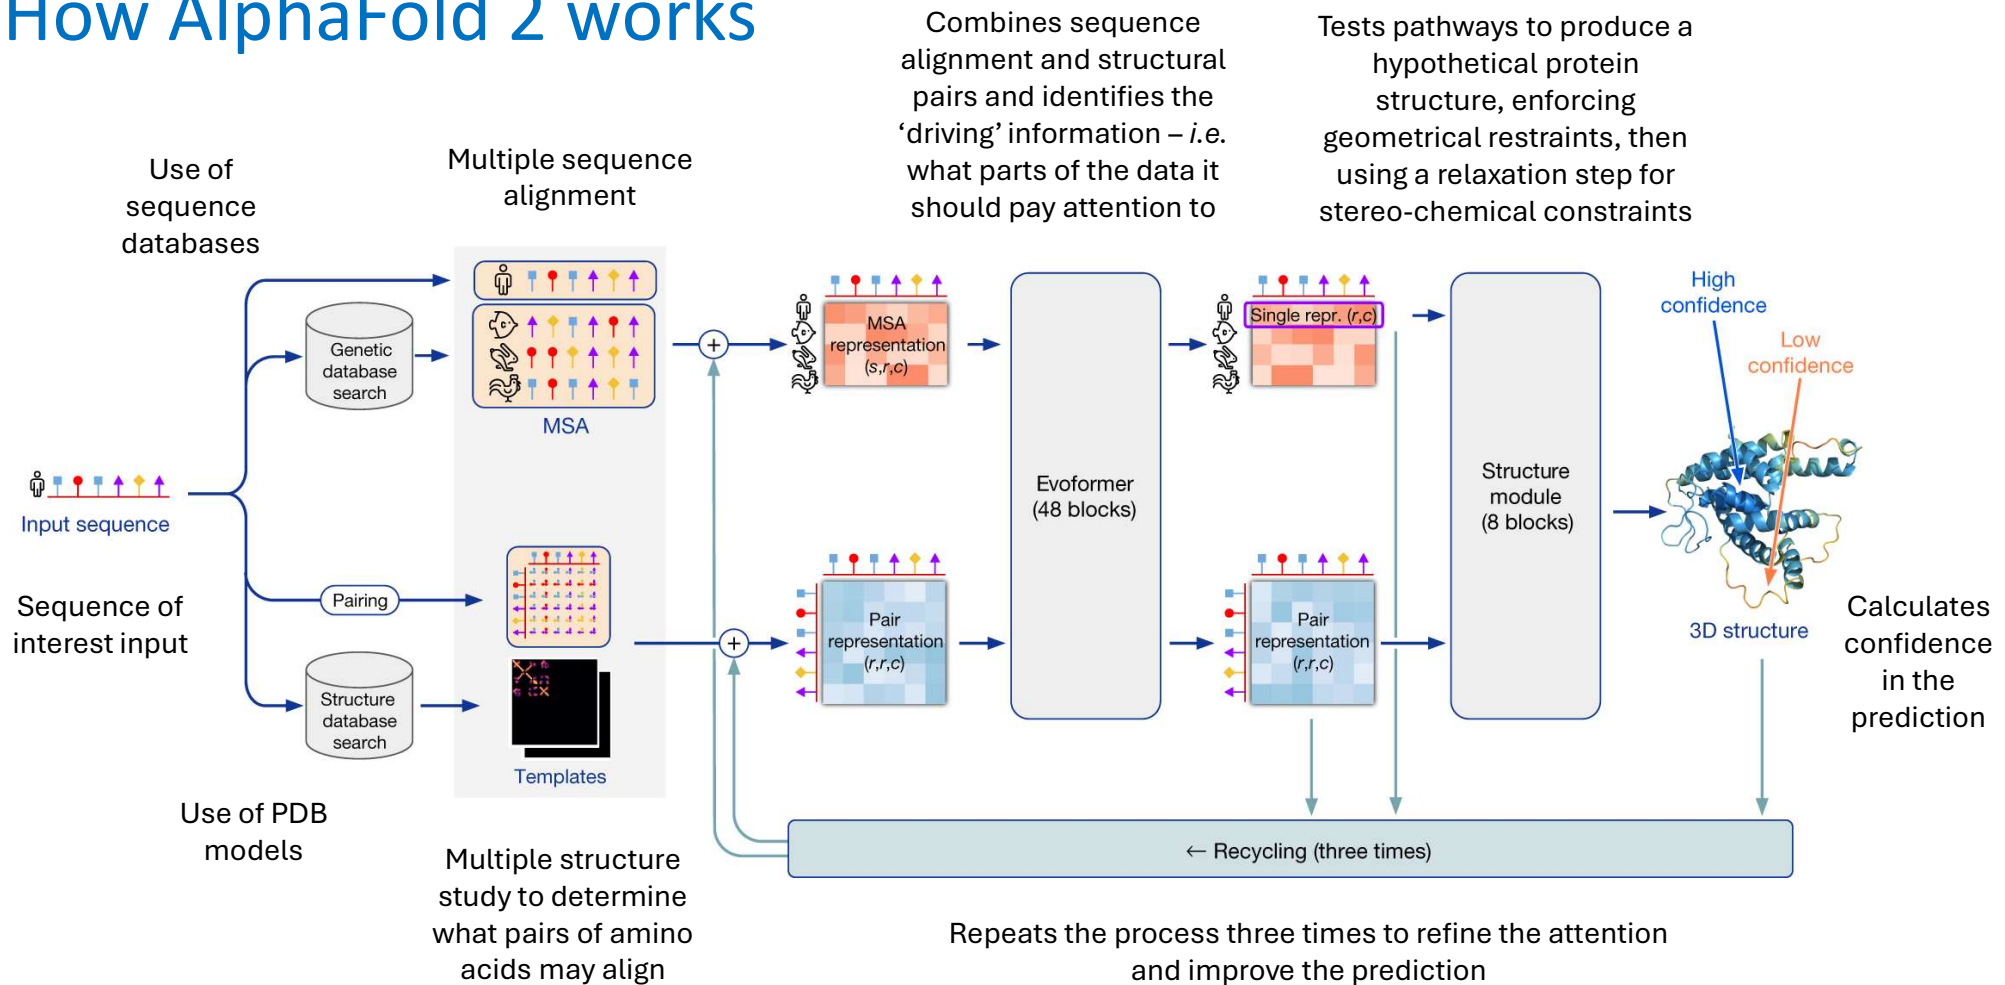 How AlphaFold 2 works
Combines sequence
alignment and structural
pairs and identifies the
‘driving’ information – i.e.
what parts of the data it
should pay attention to
Tests pathways to produce a
hypothetical protein
structure, enforcing
geometrical restraints, then
using a relaxation step for
stereo-chemical constraints
Use of
sequence
databases
Multiple sequence
alignment
Genetic
database
search
MSA
+
MSA
representation
(s,r,c)
Single repr. (r,c)
High
confidence
Low
confidence
Input sequence
Evoformer
(48 blocks)
Structure
module
(8 blocks)
Sequence of
interest input
Pairing
+
Pair
representation
(r,r,c)
Pair
representation
(r,r,c)
3D structure
Calculates
confidence
in the
prediction
Structure
database
search
Templates
Use of PDB
models
Multiple structure
study to determine
what pairs of amino
acids may align
← Recycling (three times)
Repeats the process three times to refine the attention
and improve the prediction